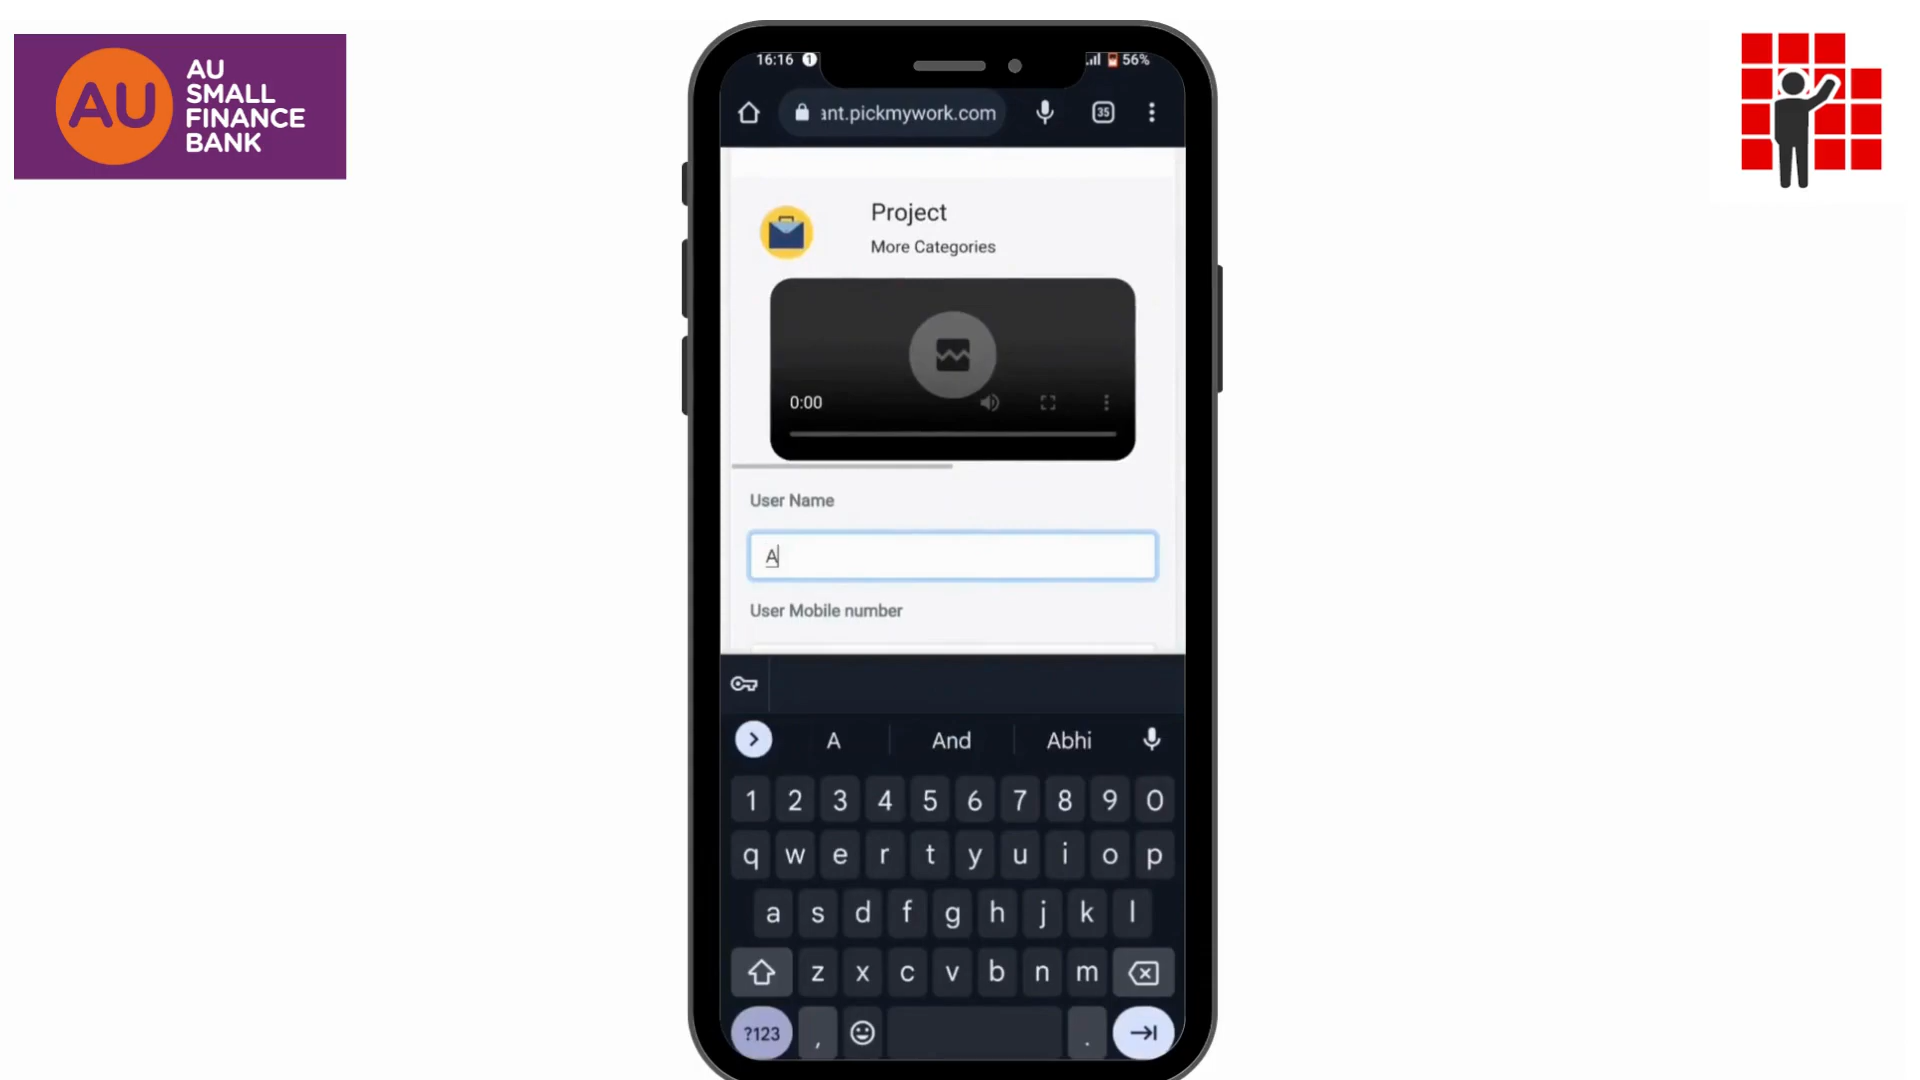 AU
AU
SMALL
FINANCE
BANK
16:16 1
56%
ant.pickmywork.com
35
Project
More Categories
0:00
User Name
A
User Mobile number
A And Abhi
1 2 3 4 5 6 7 8 9 0
q w e r t y u i o p
a s d f g h j k l
z x c v b n m
?123 , .